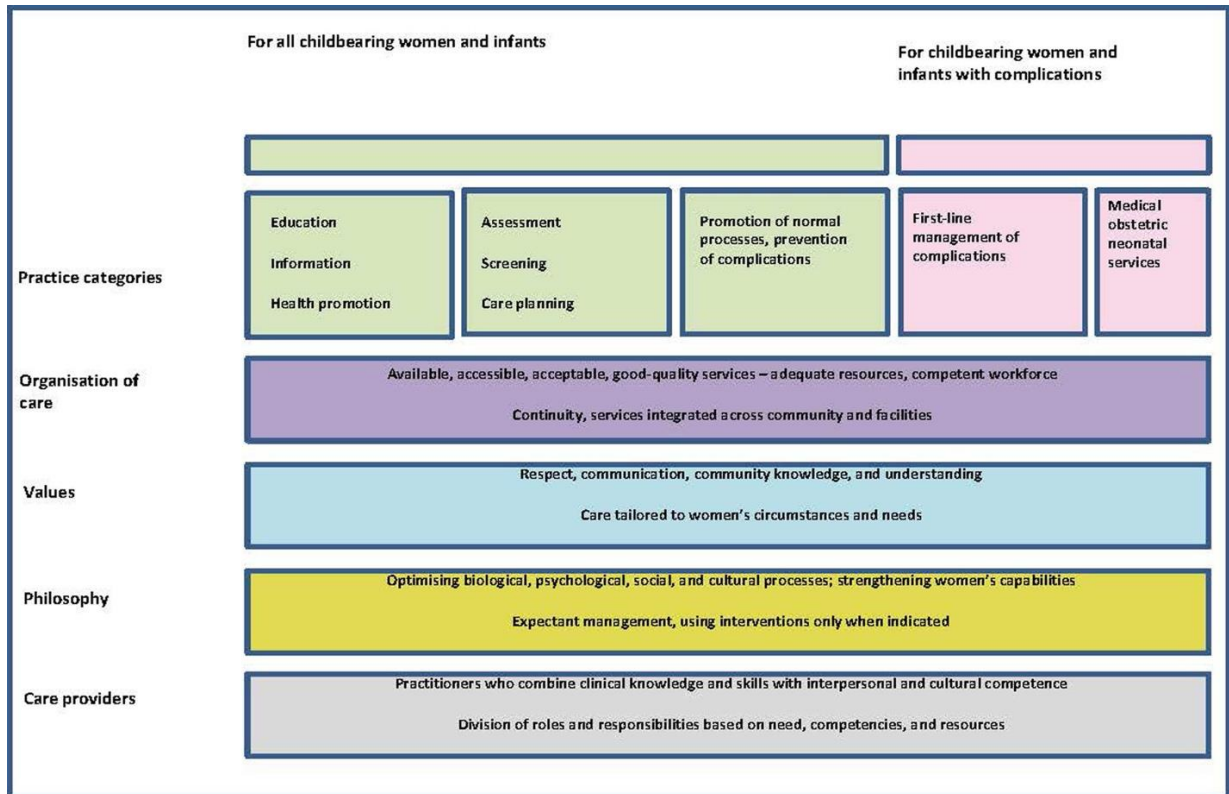 For all childbearing women and infants
For childbearing women and
infants with complications
Practice categories
Education
Information
Health promotion
Assessment
Screening
Care planning
Promotion of normal
processes, prevention
of complications
First-line
management of
complications
Medical
obstetric
neonatal
services
Organisation of
care
Available, accessible, acceptable, good-quality services – adequate resources, competent workforce
Continuity, services integrated across community and facilities
Values
Respect, communication, community knowledge, and understanding
Care tailored to women's circumstances and needs
Philosophy
Optimising biological, psychological, social, and cultural processes; strengthening women's capabilities
Expectant management, using interventions only when indicated
Care providers
Practitioners who combine clinical knowledge and skills with interpersonal and cultural competence
Division of roles and responsibilities based on need, competencies, and resources